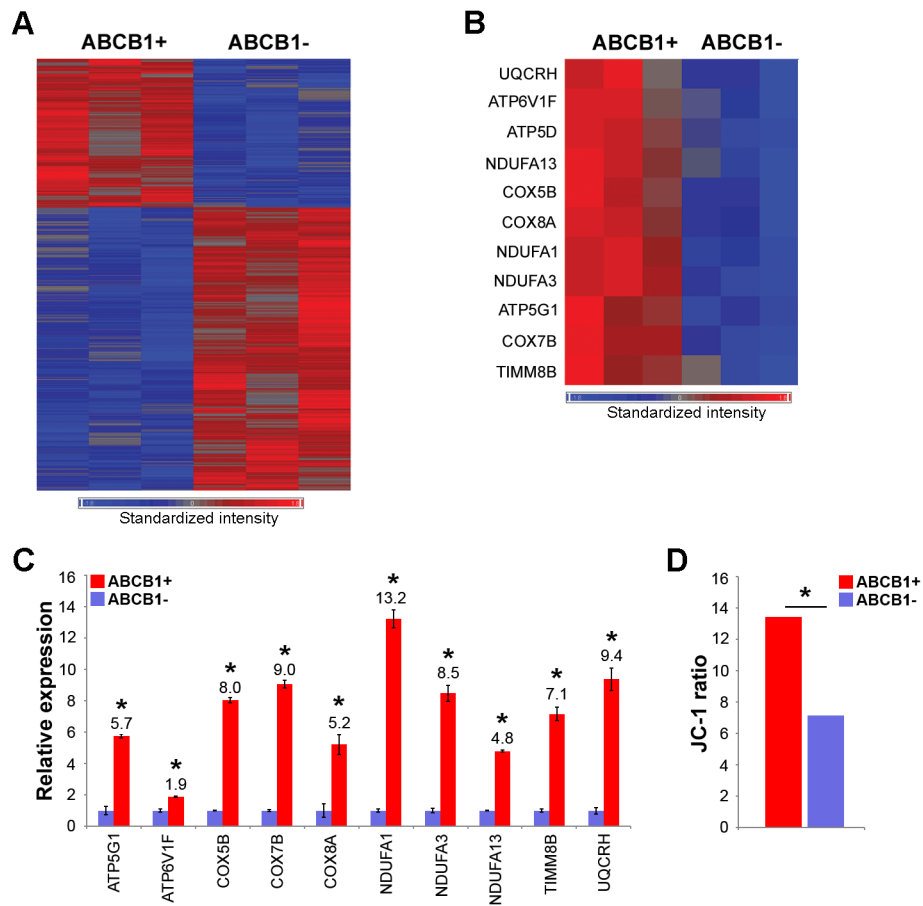 A
ABCB1+ ABCB1-
Standardized intensity
B
ABCB1+ ABCB1-
UQCRH
ATP6V1F
ATP5D
NDUFA13
COX5B
COX8A
NDUFA1
NDUFA3
ATP5G1
COX7B
TIMM8B
0
Standardized intensity
C
ABCB1+
ABCB1-
Relative expression
16
14
12
10
8
6
4
2
0
* * * * * * * * * *
5.7 1.9 8.0 9.0 5.2 13.2 8.5 4.8 7.1 9.4
ATP5G1
ATP6V1F
COX5B
COX7B
COX8A
NDUFA1
NDUFA3
NDUFA13
TIMM8B
UQCRH
D
ABCB1+
ABCB1-
JC-1 ratio
16
14
12
10
8
6
4
2
0
*